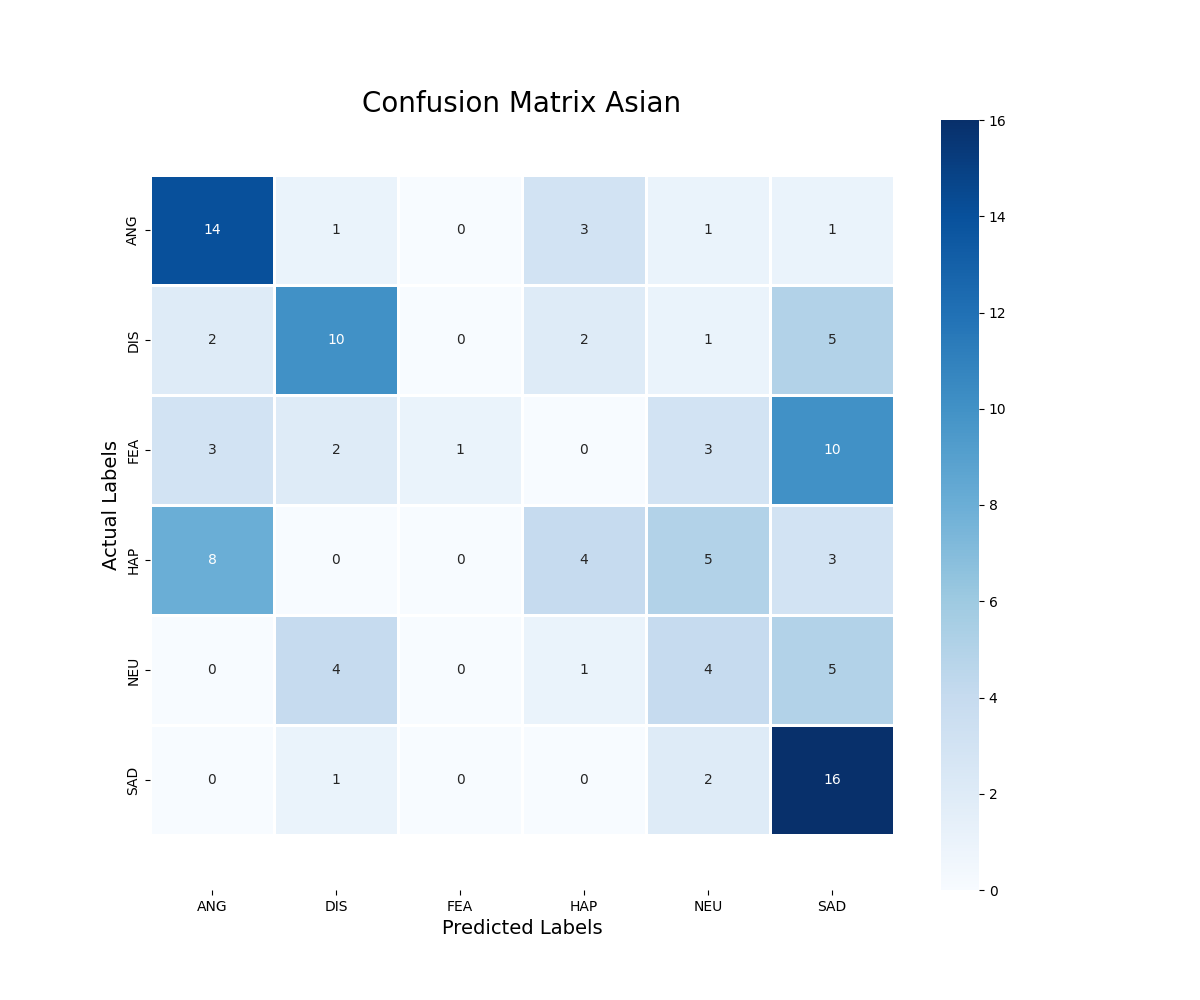 Confusion Matrix Asian
ANG 14 1 0 3 1 1
DIS 2 10 0 2 1 5
FEA 3 2 1 0 3 10
HAP 8 0 0 4 5 3
NEU 0 4 0 1 4 5
SAD 0 1 0 0 2 16
Actual Labels
ANG DIS FEA HAP NEU SAD
Predicted Labels
16
14
12
10
8
6
4
2
0